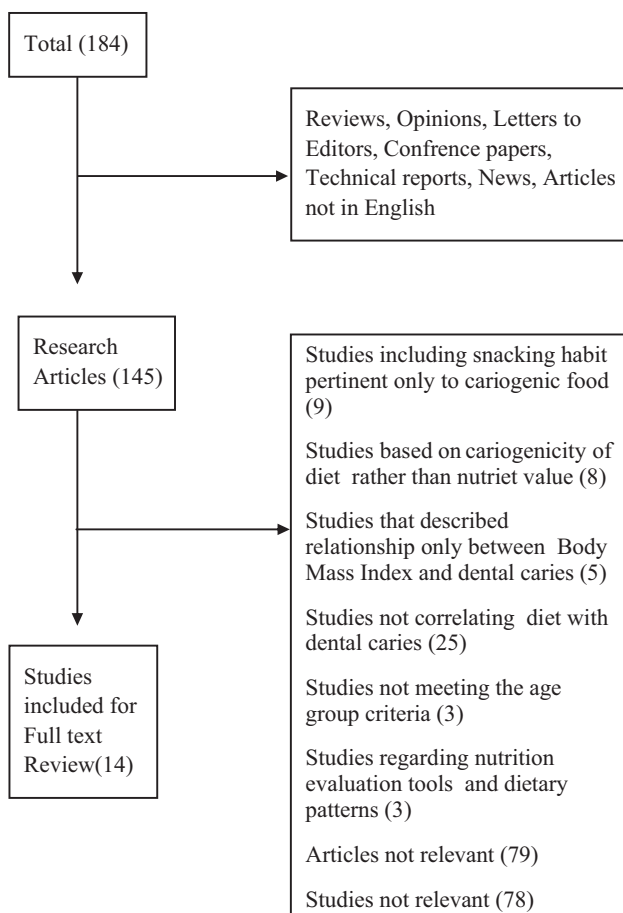 Total (184)
Reviews, Opinions, Letters to
Editors, Confrence papers,
Technical reports, News, Articles
not in English
Research
Articles (145)
Studies including snacking habit
pertinent only to cariogenic food
(9)
Studies based on cariogenicity of
diet rather than nutriet value (8)
Studies that described
relationship only between Body
Mass Index and dental caries (5)
Studies not correlating diet with
dental caries (25)
Studies not meeting the age
group criteria (3)
Studies regarding nutrition
evaluation tools and dietary
patterns (3)
Articles not relevant (79)
Studies not relevant (78)
Studies
included for
Full text
Review(14)